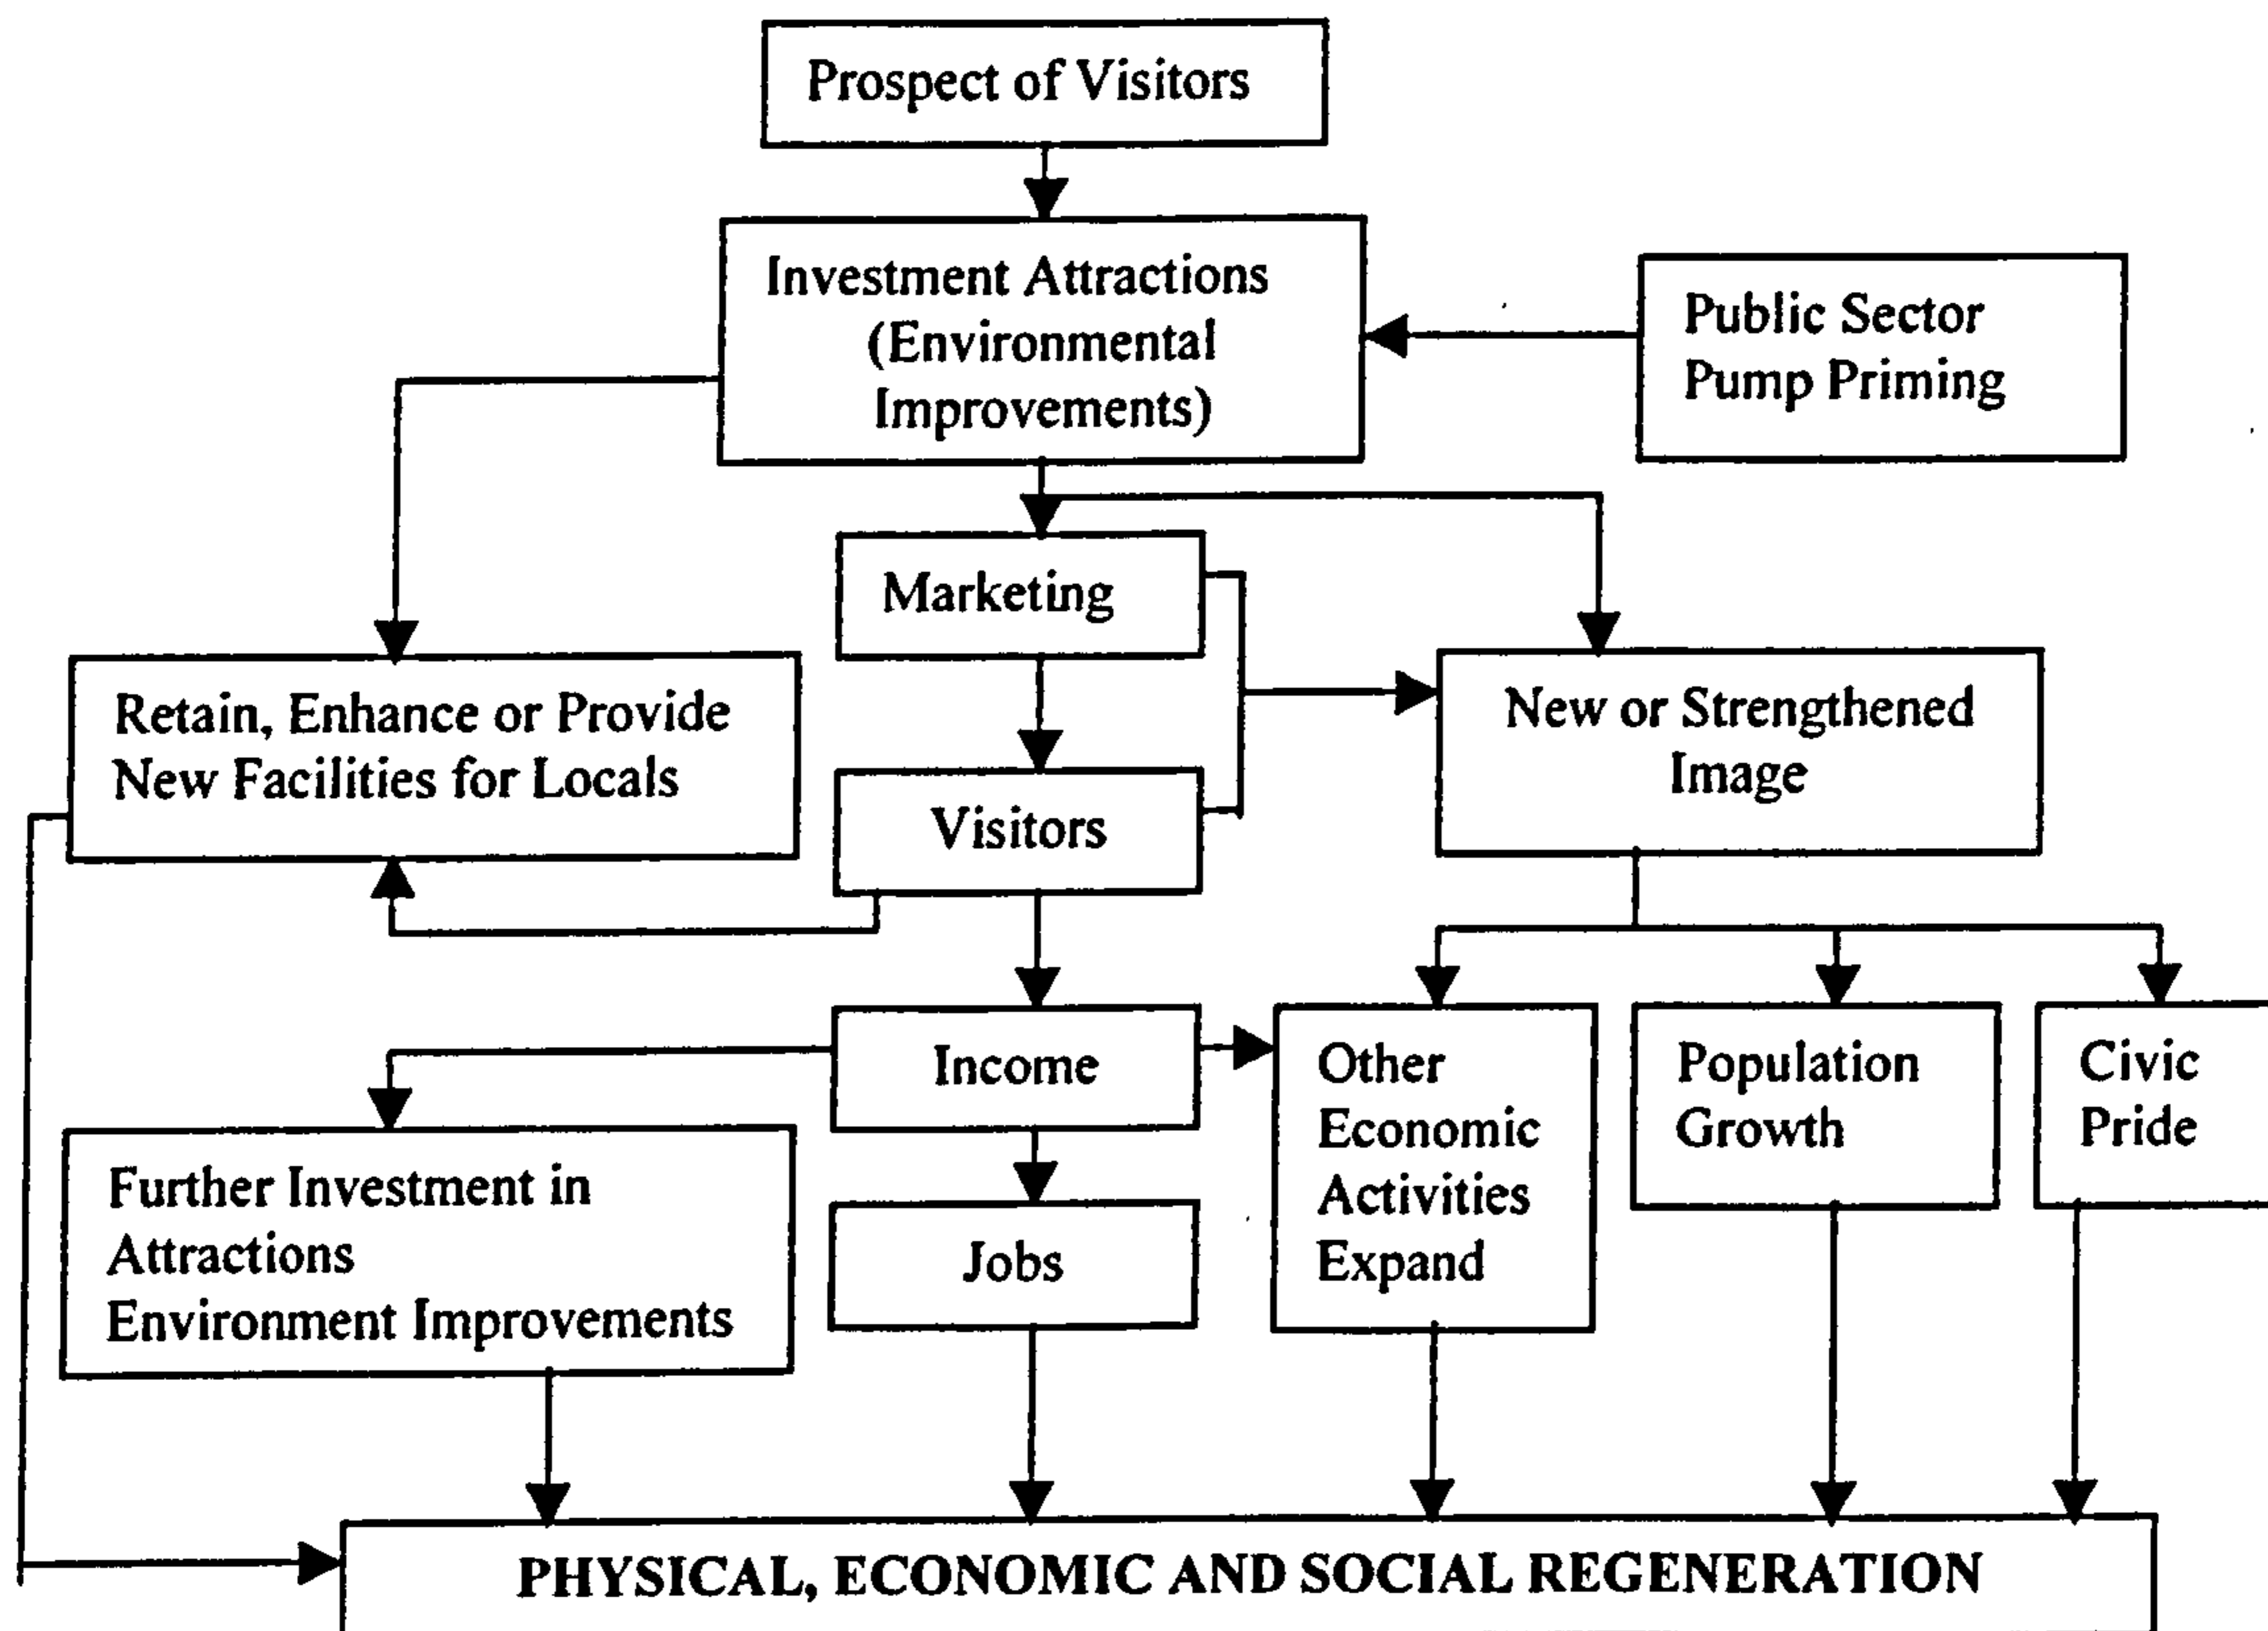 Prospect of Visitors
Investment Attractions
(Environmental
Improvements)
Public Sector
Pump Priming
Marketing
Retain, Enhance or Provide
New Facilities for Locals
New or Strengthened
Image
Visitors
Income
Other
Economic
Activities
Expand
Population
Growth
Civic
Pride
Further Investment in
Attractions
Environment Improvements
Jobs
PHYSICAL, ECONOMIC AND SOCIAL REGENERATION